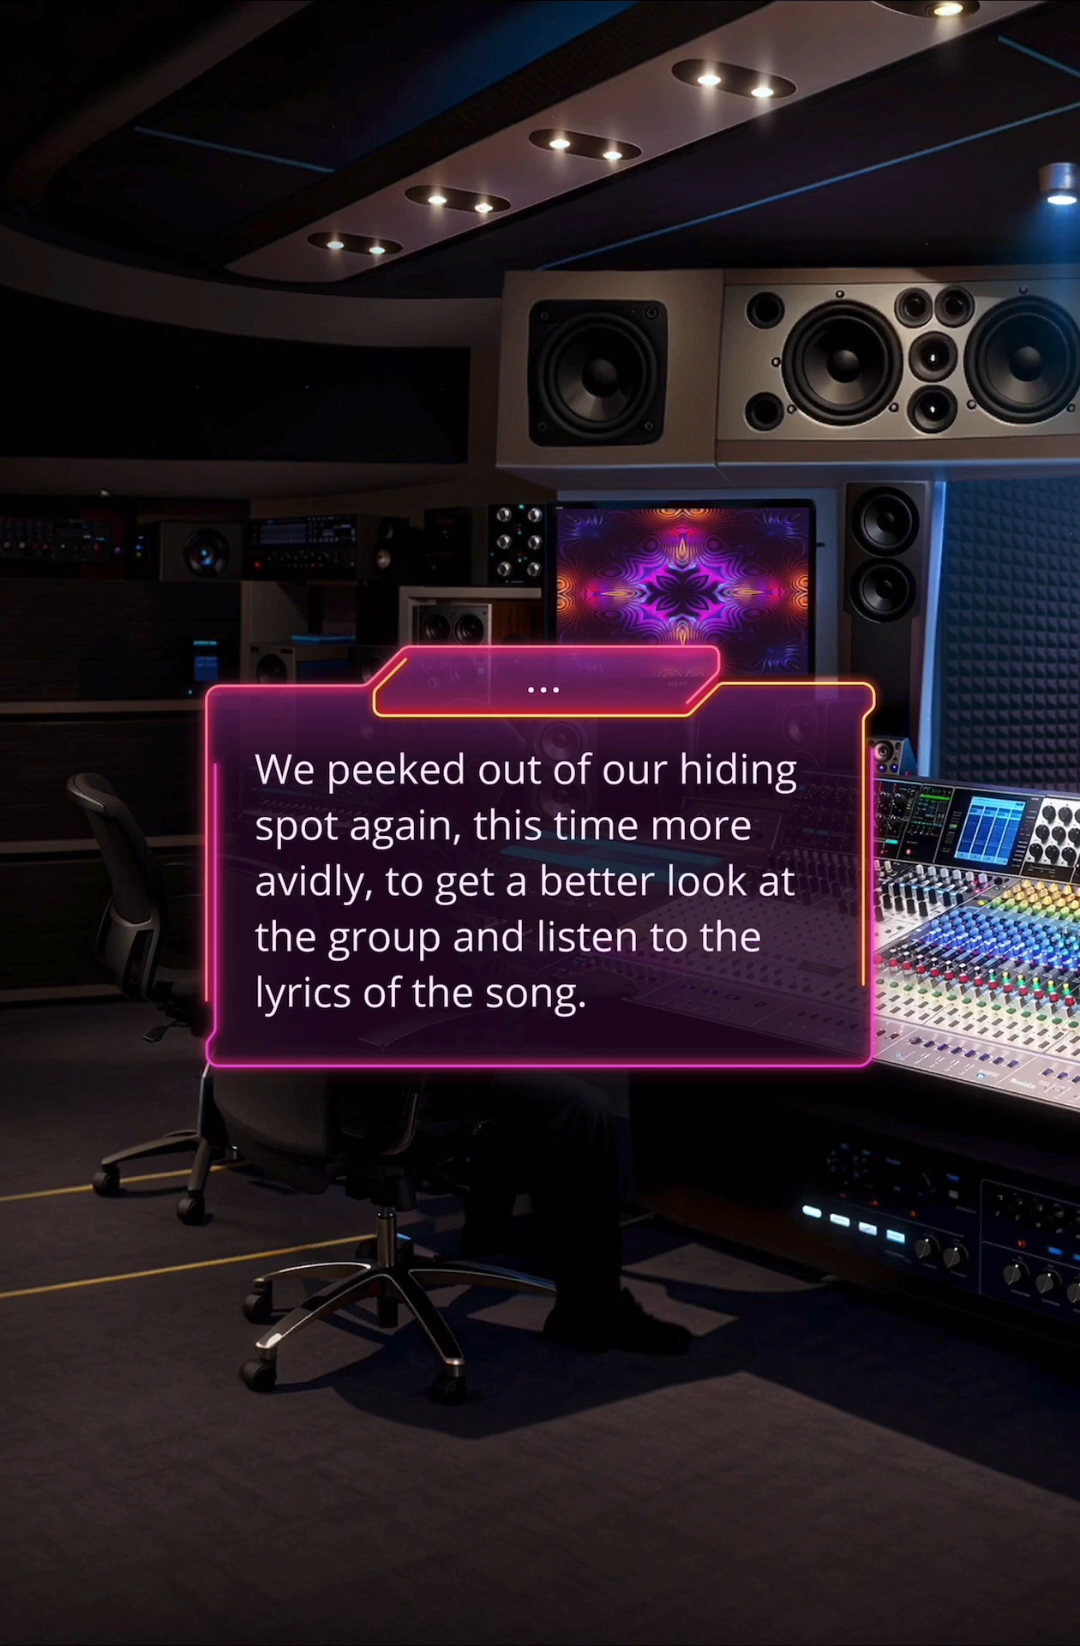 ...
We peeked out of our hiding
spot again, this time more
avidly, to get a better look at
the group and listen to the
lyrics of the song.